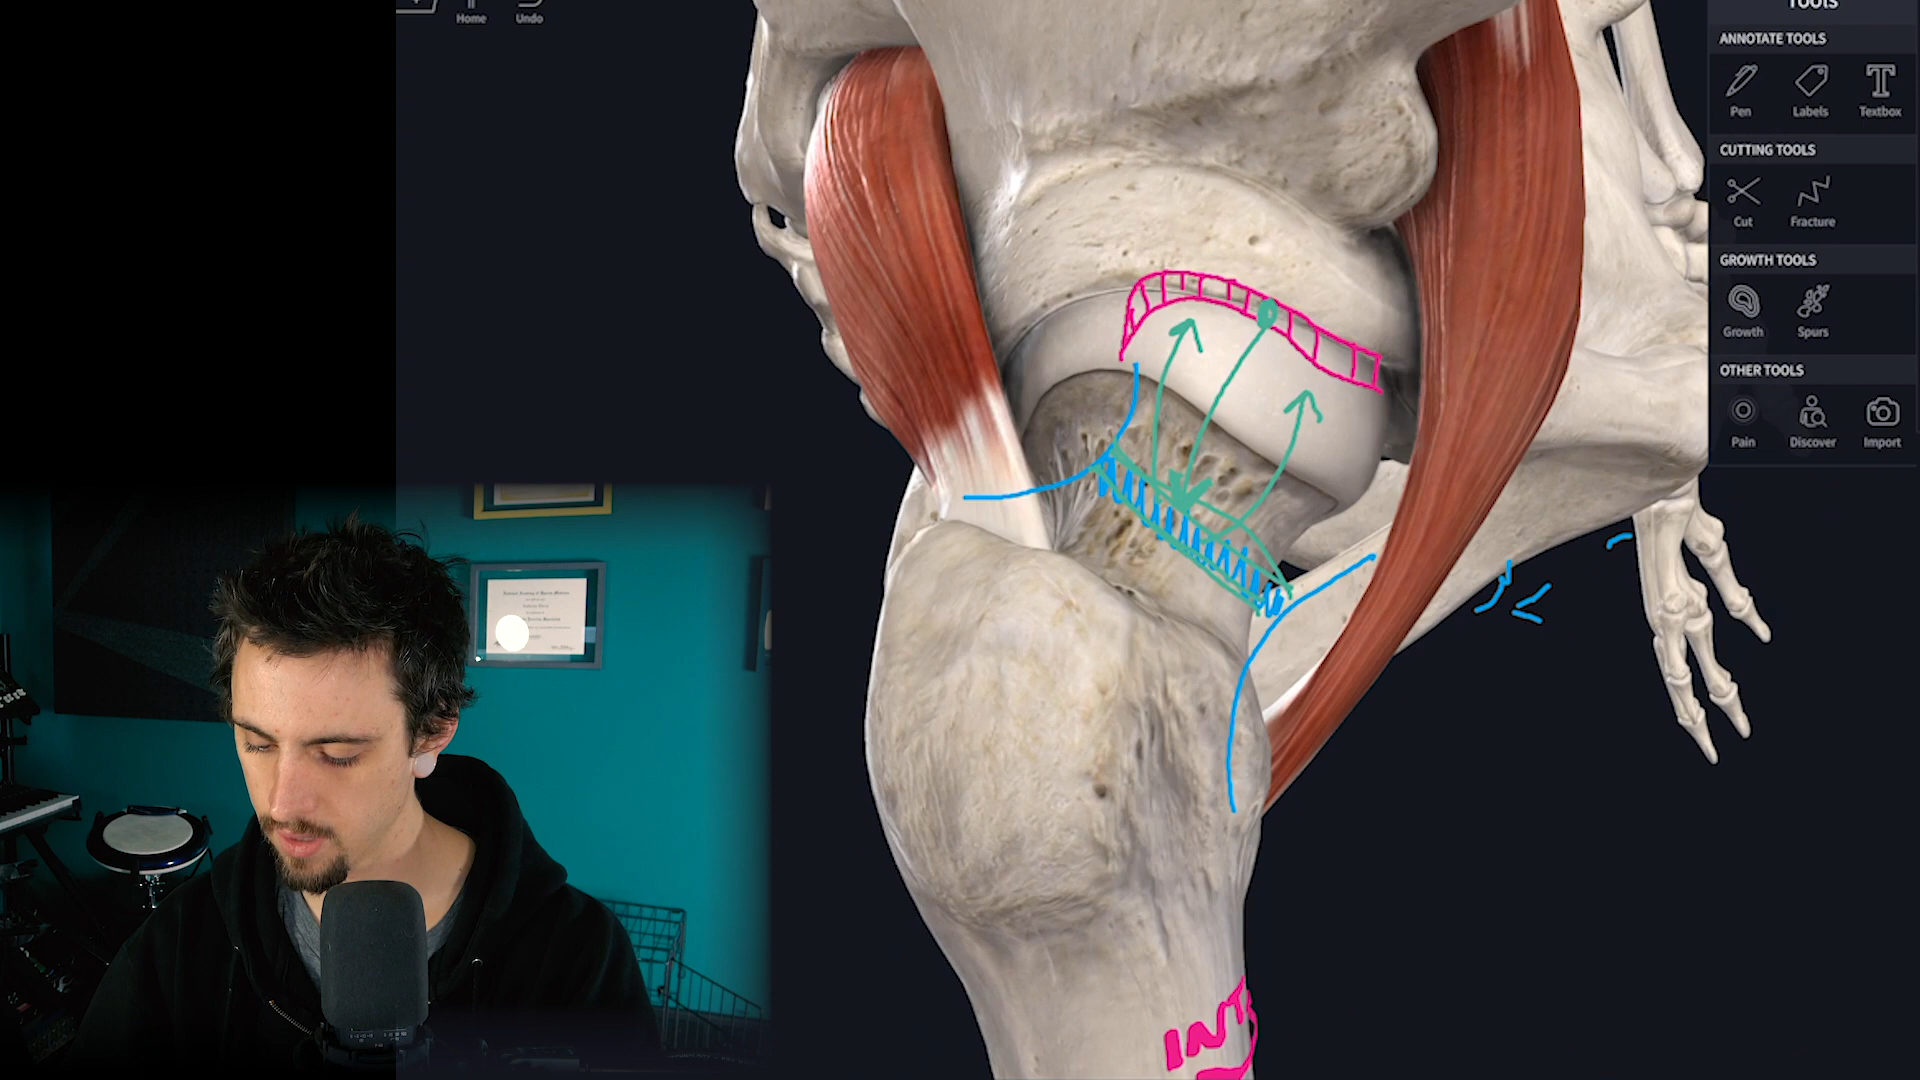 Home
Undo
TOOLS
ANNOTATE TOOLS
Pen
Labels
Textbox
CUTTING TOOLS
Cut
Fracture
GROWTH TOOLS
Growth
Spurs
OTHER TOOLS
Pain
Discover
Import
INT